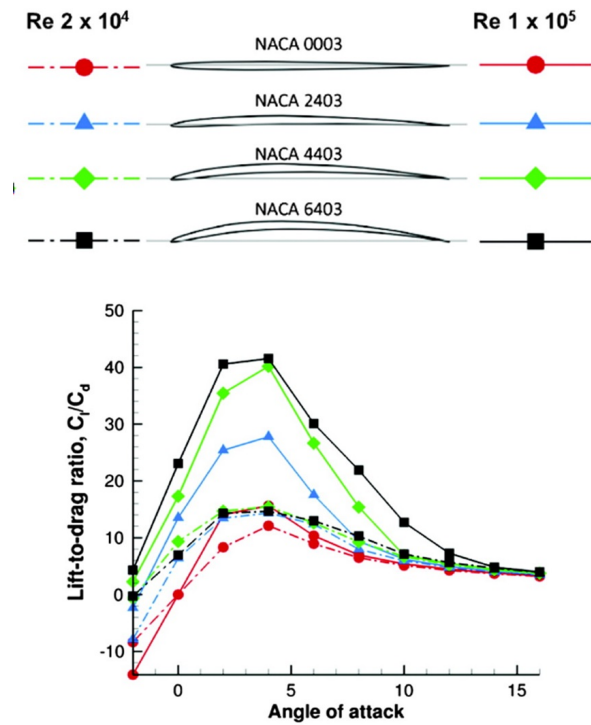 Re 2 x 10⁴
Re 1 x 10⁵
NACA 0003
NACA 2403
NACA 4403
NACA 6403
50
40
30
20
10
0
-10
Lift-to-drag ratio, Cₗ/C_d
0
5
10
15
Angle of attack